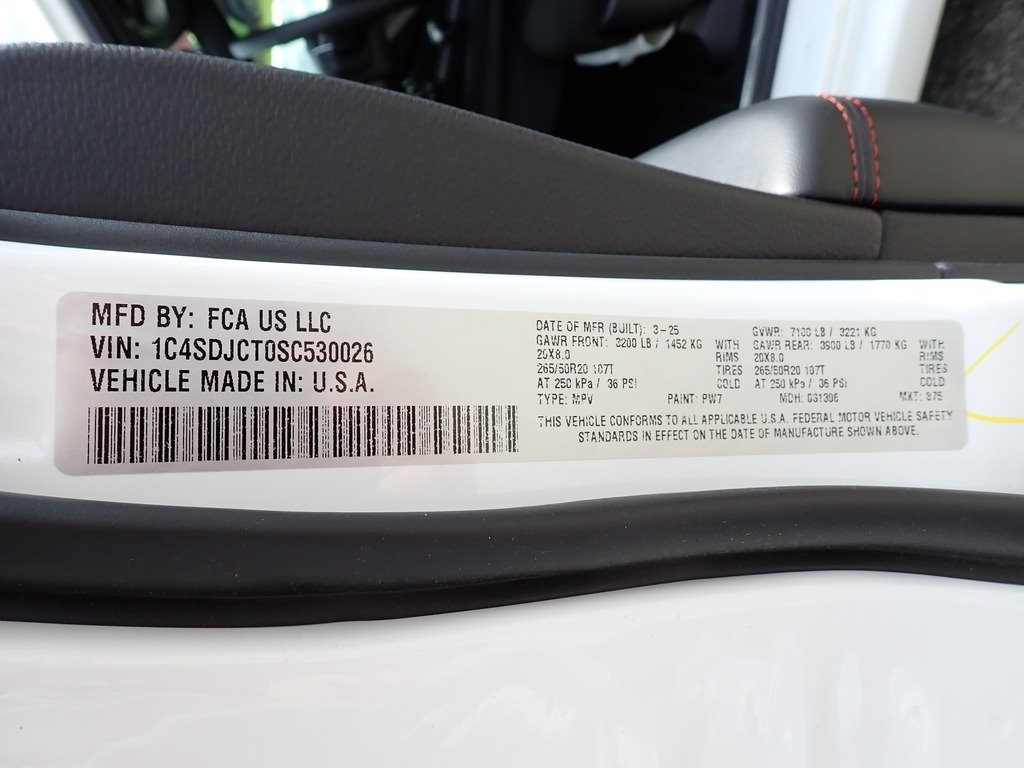 MFD BY: FCA US LLC
VIN: 1C4SDJCT0SC530026
VEHICLE MADE IN: U.S.A.
DATE OF MFR (BUILT): 3-25
GVWR: 7100 LB / 3221 KG
GAWR FRONT: 3200 LB / 1452 KG WITH
GAWR REAR: 3900 LB / 1770 KG WITH
20X8.0 RIMS
20X8.0 RIMS
265/50R20 107T TIRES
265/50R20 107T TIRES
AT 250 kPa / 36 PSI COLD
AT 250 kPa / 36 PSI COLD
TYPE: MPV PAINT: PW7 MDH: 031306 MKT:
THIS VEHICLE CONFORMS TO ALL APPLICABLE U.S.A. FEDERAL MOTOR VEHICLE SAFETY
STANDARDS IN EFFECT ON THE DATE OF MANUFACTURE SHOWN ABOVE.